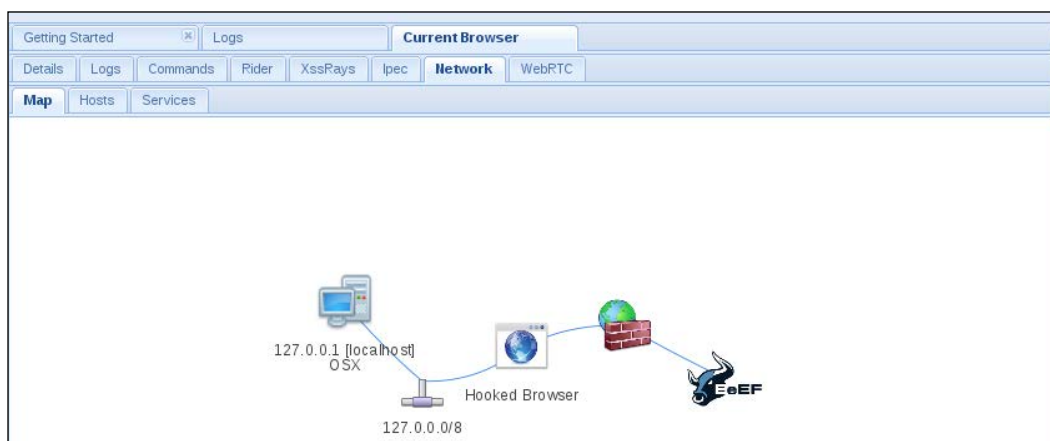 Getting Started Logs Current Browser
Details Logs Commands Rider XssRays Ipec Network WebRTC
Map Hosts Services
127.0.0.1 [localhost]
OSX
Hooked Browser
BeEF
127.0.0.0/8